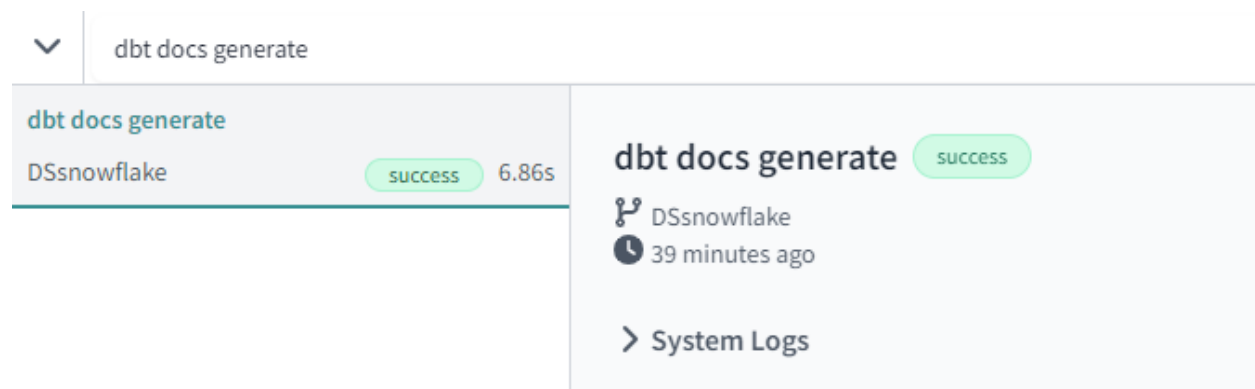 dbt docs generate
dbt docs generate
DSsnowflake success 6.86s
dbt docs generate success
DSsnowflake
39 minutes ago
System Logs